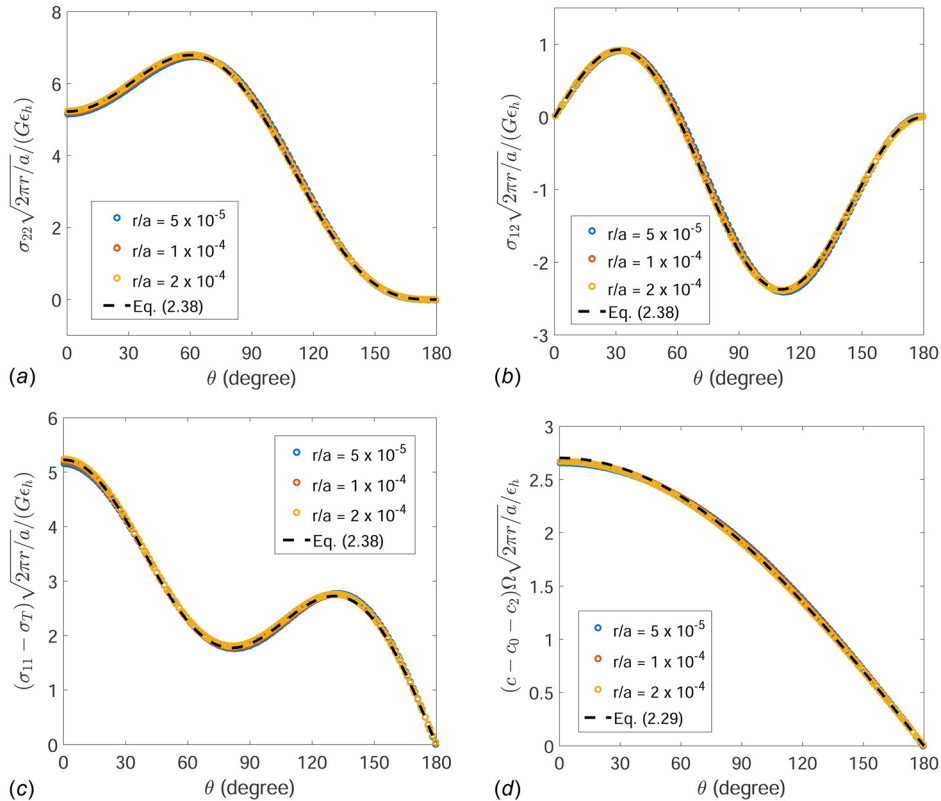 8
6
4
2
0
σ₂₂√2πr/a/(Gϵₕ)
r/a = 5 x 10⁻⁵
r/a = 1 x 10⁻⁴
r/a = 2 x 10⁻⁴
Eq. (2.38)
0 30 60 90 120 150 180
(a) θ (degree)
1
0
-1
-2
-3
σ₁₂√2πr/a/(Gϵₕ)
r/a = 5 x 10⁻⁵
r/a = 1 x 10⁻⁴
r/a = 2 x 10⁻⁴
Eq. (2.38)
0 30 60 90 120 150 180
(b) θ (degree)
6
5
4
3
2
1
0
(σ₁₁ − σ_T)√2πr/a/(Gϵₕ)
r/a = 5 x 10⁻⁵
r/a = 1 x 10⁻⁴
r/a = 2 x 10⁻⁴
Eq. (2.38)
0 30 60 90 120 150 180
(c) θ (degree)
3
2.5
2
1.5
1
0.5
0
(c − c₀ − c₂)Ω√2πr/a/ϵₕ
r/a = 5 x 10⁻⁵
r/a = 1 x 10⁻⁴
r/a = 2 x 10⁻⁴
Eq. (2.29)
0 30 60 90 120 150 180
(d) θ (degree)